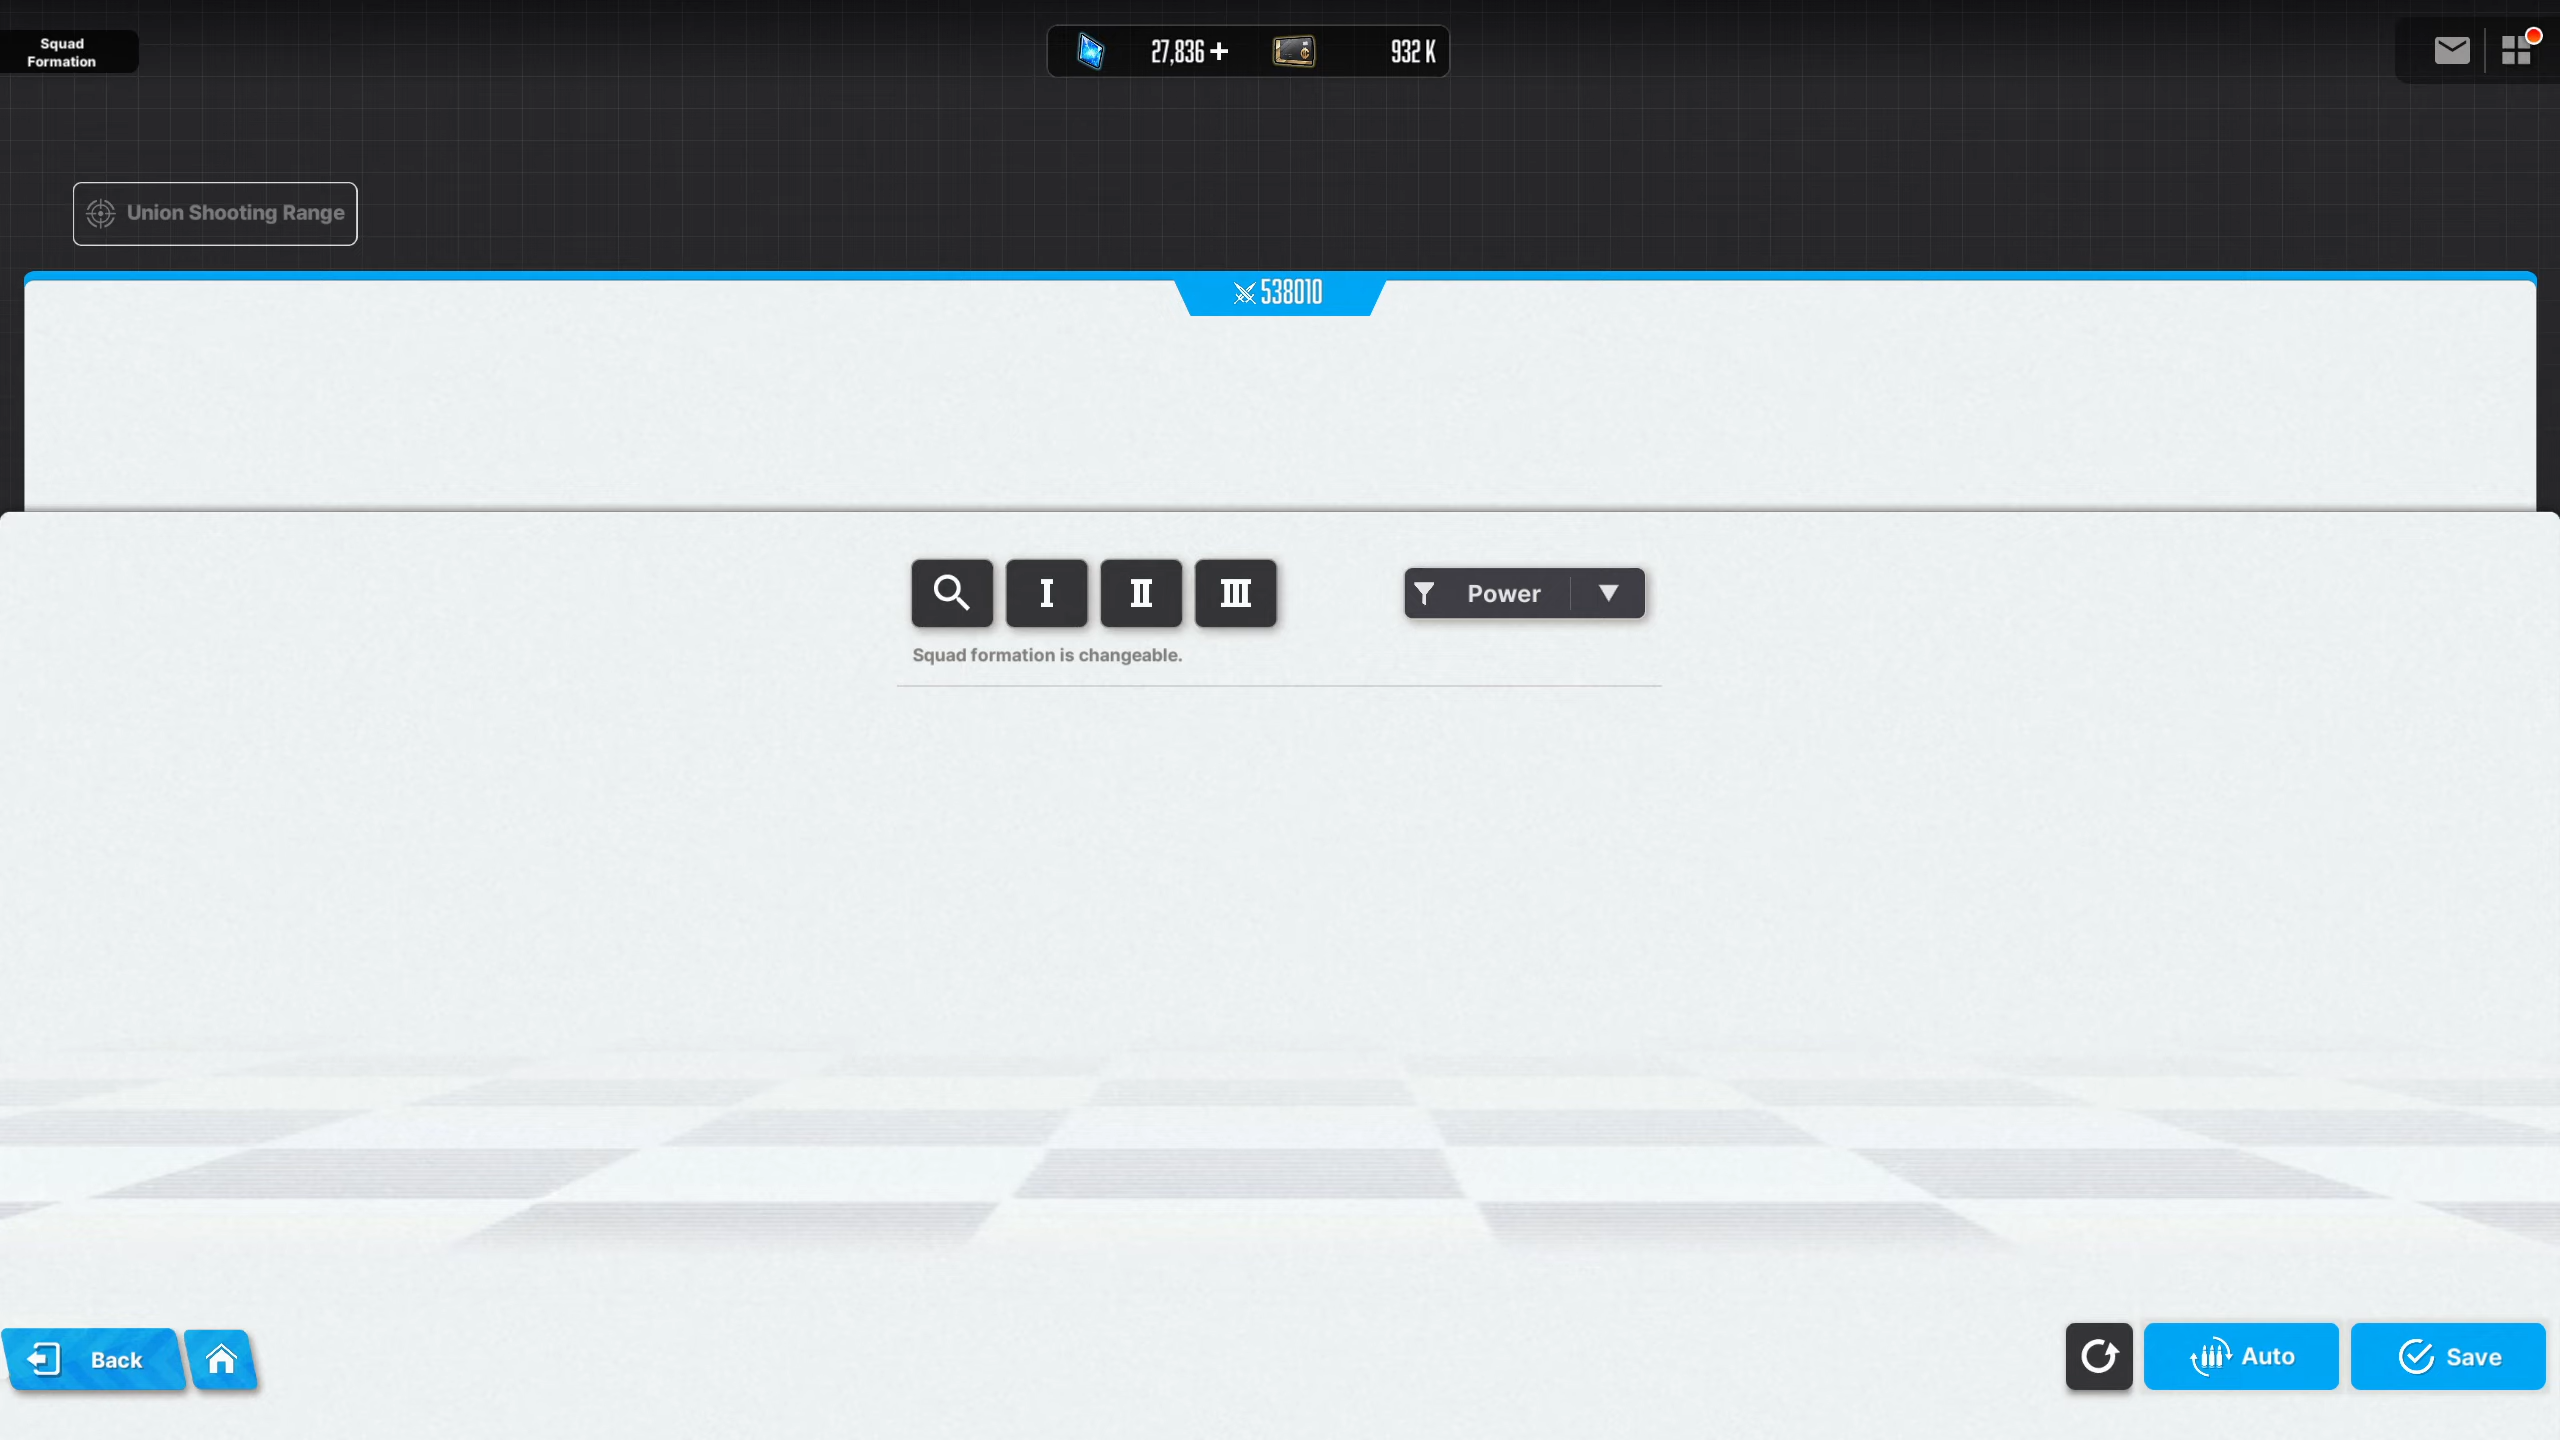 Squad
Formation
27,836 +
932 K
Union Shooting Range
538010
I
II
III
Power
Squad formation is changeable.
Back
Auto
Save